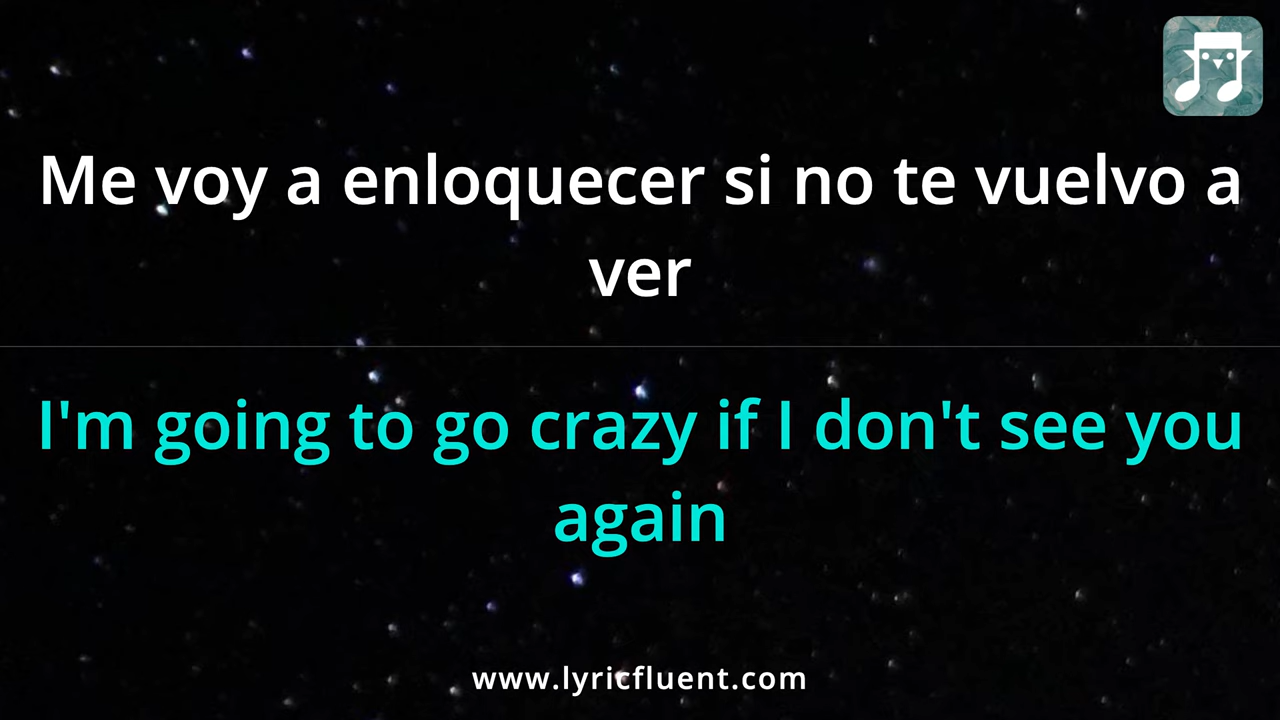 Me voy a enloquecer si no te vuelvo a
ver
I'm going to go crazy if I don't see you
again
www.lyricfluent.com